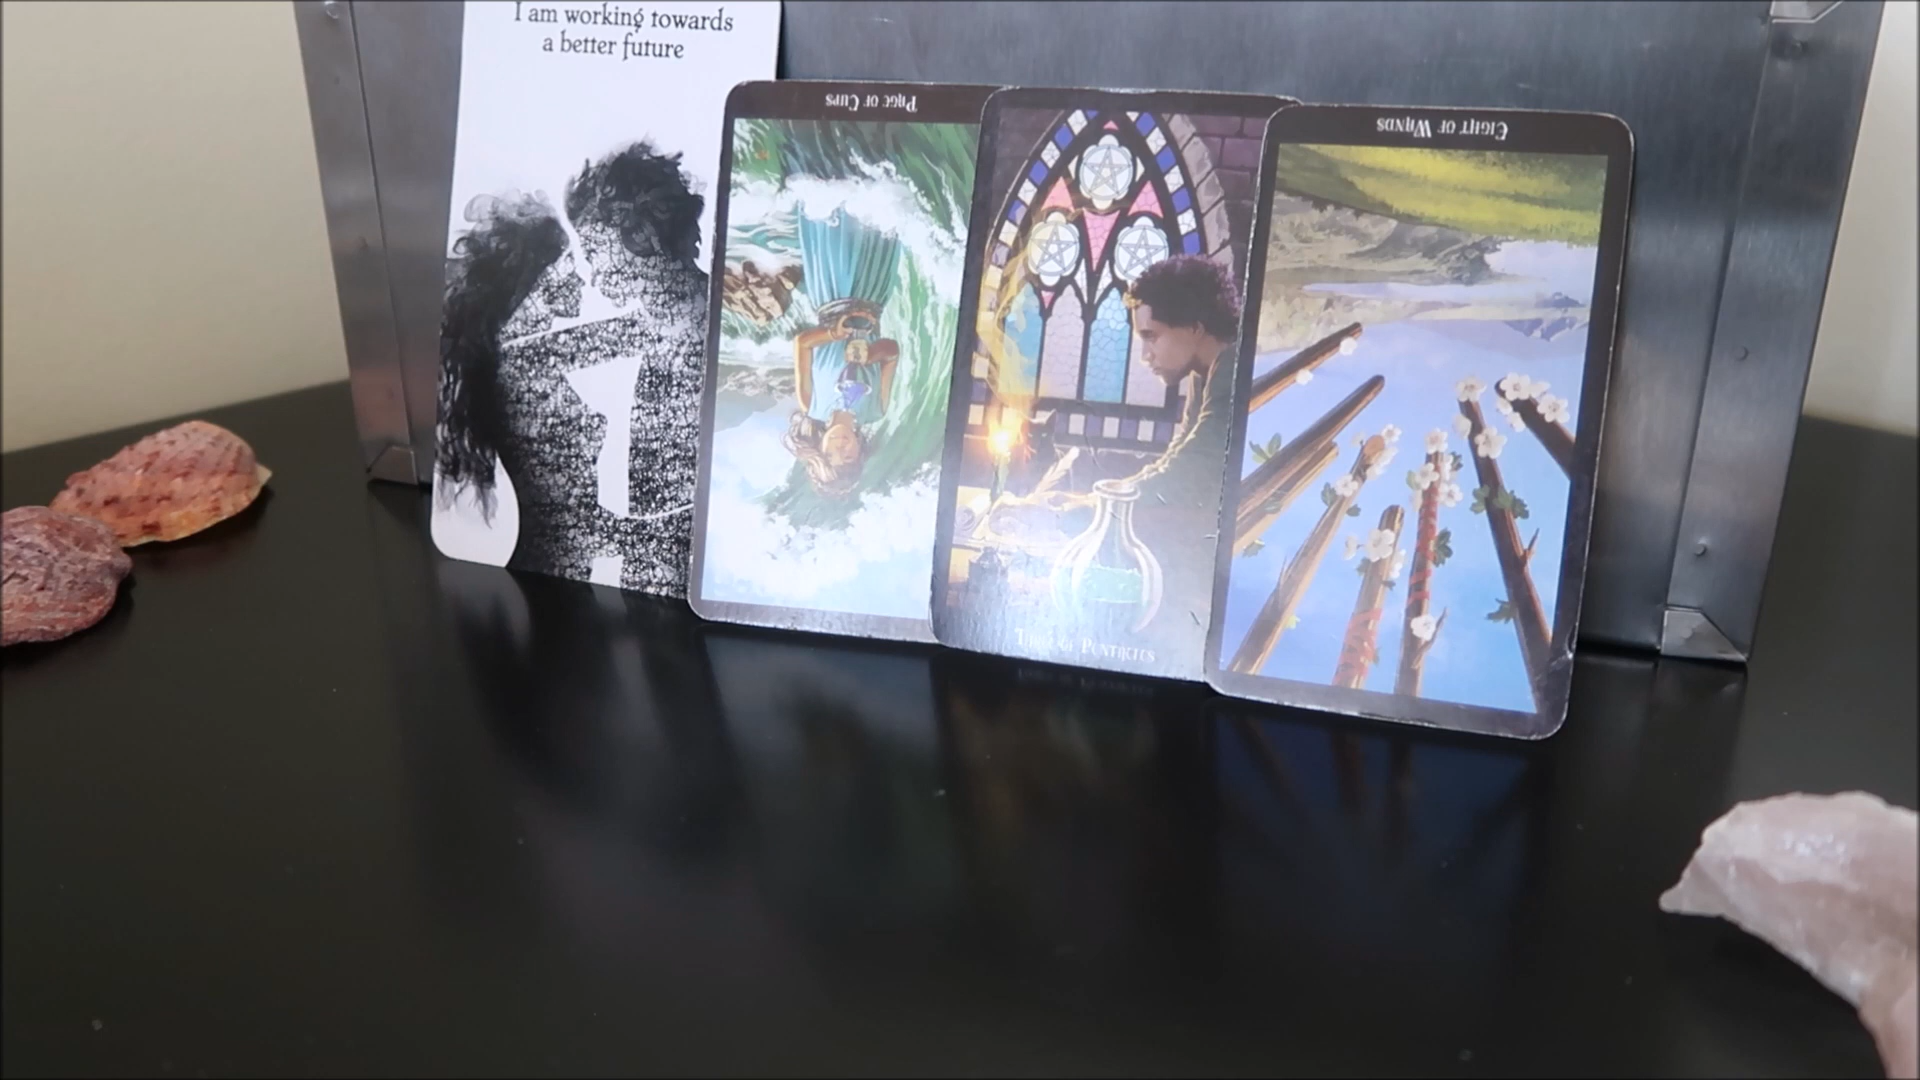 I am working towards
a better future
Page of Cups
Three of Pentacles
Eight of Wands